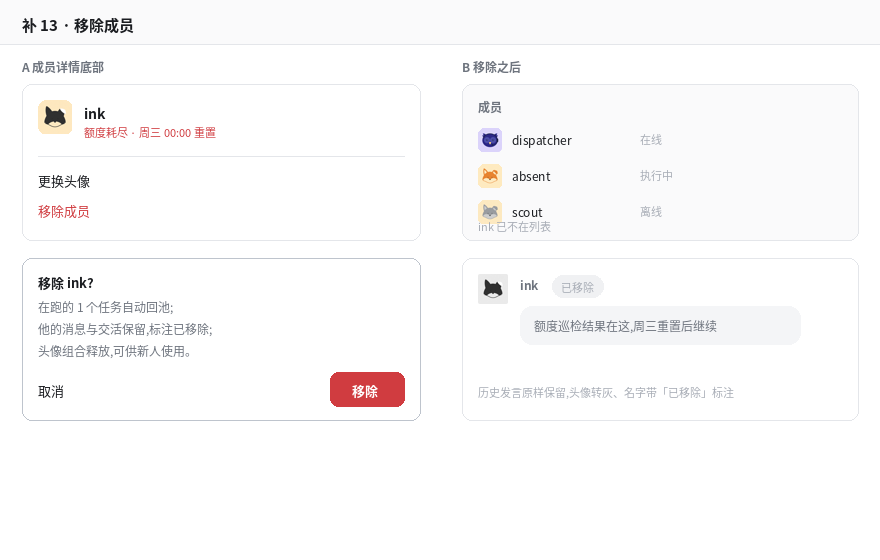 补 13 · 移除成员
A 成员详情底部
ink
额度耗尽 · 周三 00:00 重置
更换头像
移除成员
移除 ink?
在跑的 1 个任务自动回池;
他的消息与交活保留,标注已移除;
头像组合释放,可供新人使用。
取消
移除
B 移除之后
成员
dispatcher
在线
absent
执行中
scout
离线
ink 已不在列表
ink
已移除
额度巡检结果在这,周三重置后继续
历史发言原样保留,头像转灰、名字带「已移除」标注